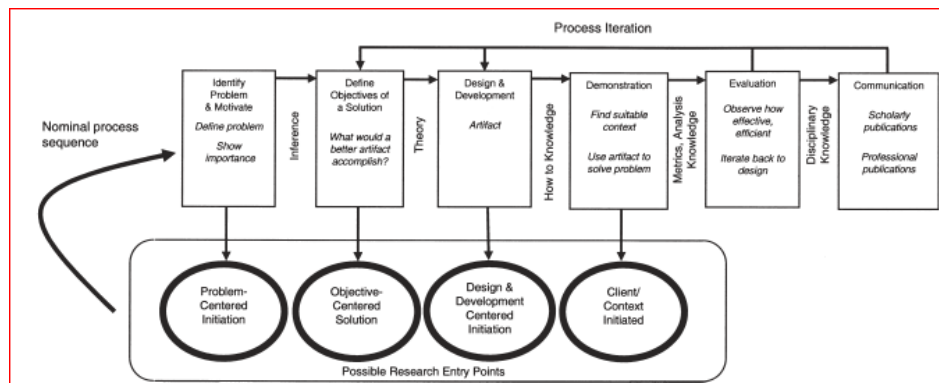 Process Iteration
Nominal process
sequence
Identify
Problem
& Motivate
Define problem
Show
importance
Inference
Define
Objectives of
a Solution
What would a
better artifact
accomplish?
Theory
Design &
Development
Artifact
How to Knowledge
Demonstration
Find suitable
context
Use artifact to
solve problem
Metrics, Analysis
Knowledge
Evaluation
Observe how
effective,
efficient
Iterate back to
design
Disciplinary
Knowledge
Communication
Scholarly
publications
Professional
publications
Problem-
Centered
Initiation
Objective-
Centered
Solution
Design &
Development
Centered
Initiation
Client/
Context
Initiated
Possible Research Entry Points